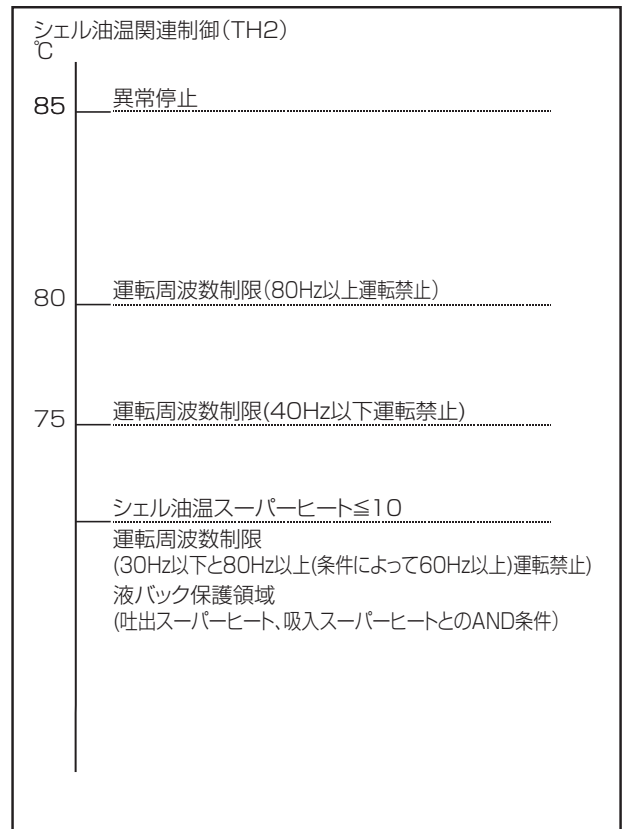 シェル油温関連制御(TH2)
℃
85 異常停止
80 運転周波数制限(80Hz以上運転禁止)
75 運転周波数制限(40Hz以下運転禁止)
シェル油温スーパーヒート≦10
運転周波数制限
(30Hz以下と80Hz以上(条件によって60Hz以上)運転禁止)
液バック保護領域
(吐出スーパーヒート、吸入スーパーヒートとのAND条件)